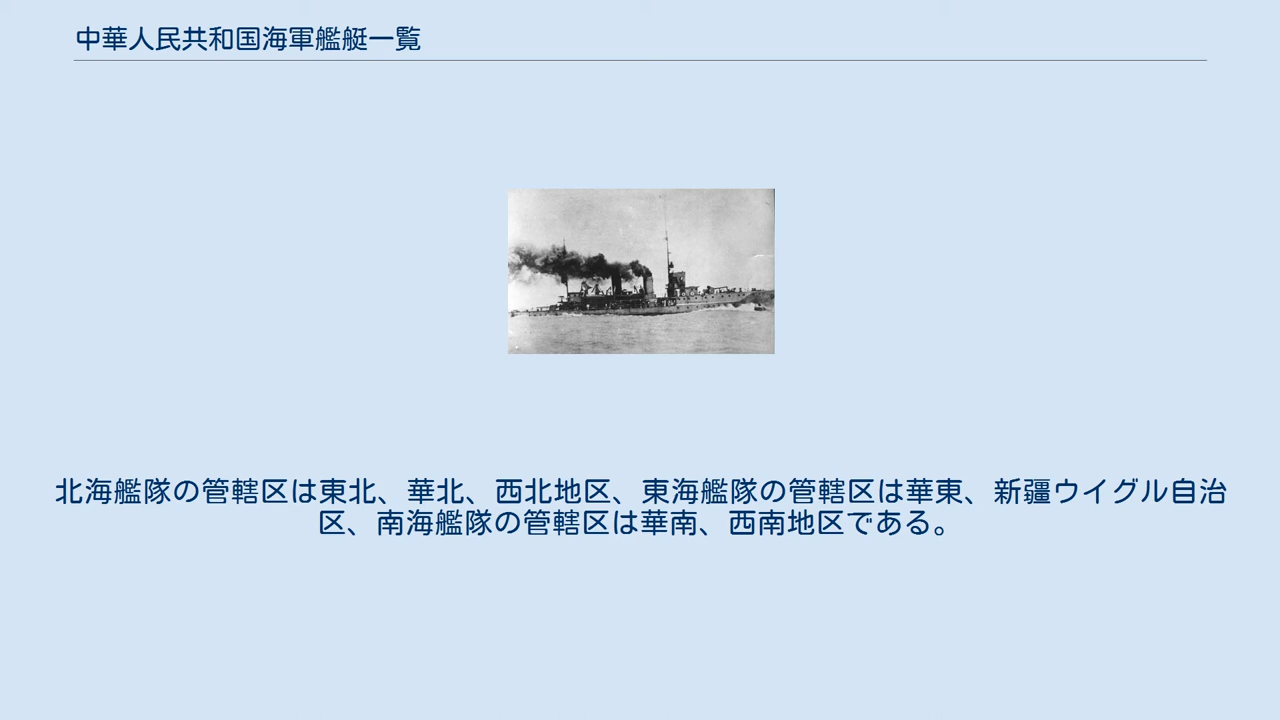 中華人民共和国海軍艦艇一覧
北海艦隊の管轄区は東北、華北、西北地区、東海艦隊の管轄区は華東、新疆ウイグル自治
区、南海艦隊の管轄区は華南、西南地区である。